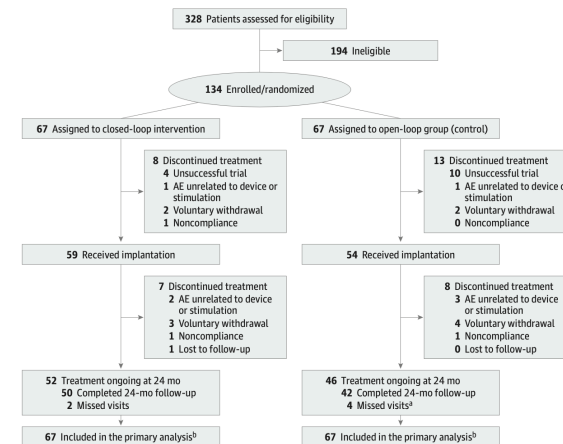 328 Patients assessed for eligibility
194 Ineligible
134 Enrolled/randomized
67 Assigned to closed-loop intervention
67 Assigned to open-loop group (control)
8 Discontinued treatment
4 Unsuccessful trial
1 AE unrelated to device or
stimulation
2 Voluntary withdrawal
1 Noncompliance
13 Discontinued treatment
10 Unsuccessful trial
1 AE unrelated to device
stimulation
2 Voluntary withdrawal
0 Noncompliance
59 Received implantation
54 Received implantation
7 Discontinued treatment
2 AE unrelated to device
or stimulation
3 Voluntary withdrawal
1 Noncompliance
1 Lost to follow-up
8 Discontinued treatment
3 AE unrelated to device
or stimulation
4 Voluntary withdrawal
1 Noncompliance
0 Lost to follow-up
52 Treatment ongoing at 24 mo
50 Completed 24-mo follow-up
2 Missed visits
46 Treatment ongoing at 24 mo
42 Completed 24-mo follow-up
4 Missed visitsᵃ
67 Included in the primary analysisᵇ
67 Included in the primary analysisᵇ